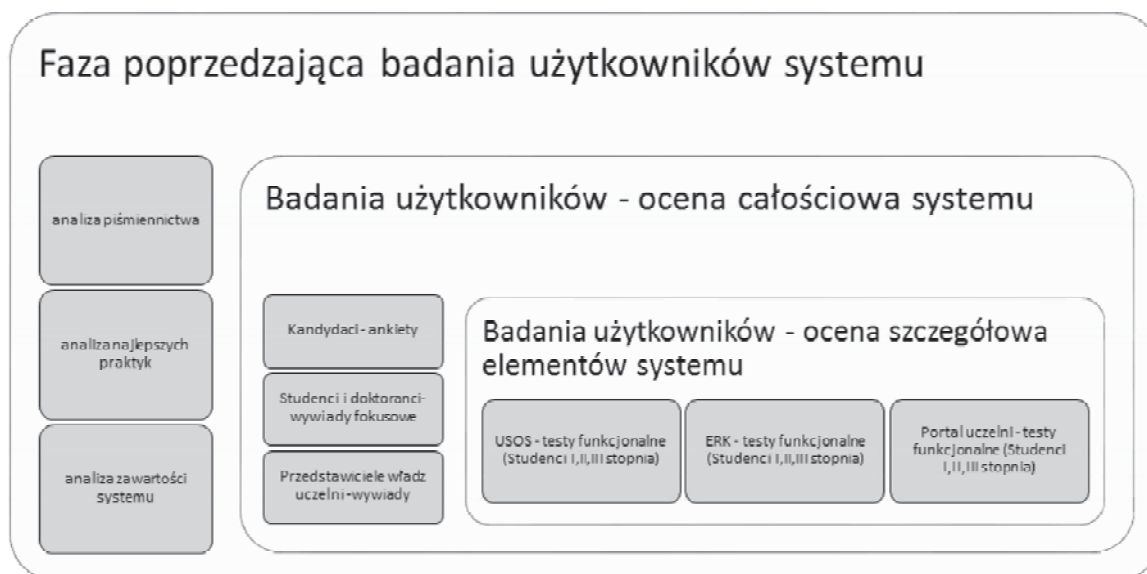 Faza poprzedzająca badania użytkowników systemu
analiza piśmiennictwa
analiza najlepszych
praktyk
analiza zawartości
systemu
Badania użytkowników - ocena całościowa systemu
Kandydaci - ankiety
Studenci i doktoranci-
wywiady fokusowe
Przedstawiciele władz
uczelni - wywiady
Badania użytkowników - ocena szczegółowa
elementów systemu
USOS - testy funkcjonalne
(Studenci I,II,III stopnia)
ERK - testy funkcjonalne
(Studenci I,II,III stopnia)
Portal uczelni - testy
funkcjonalne (Studenci
I,II,III stopnia)